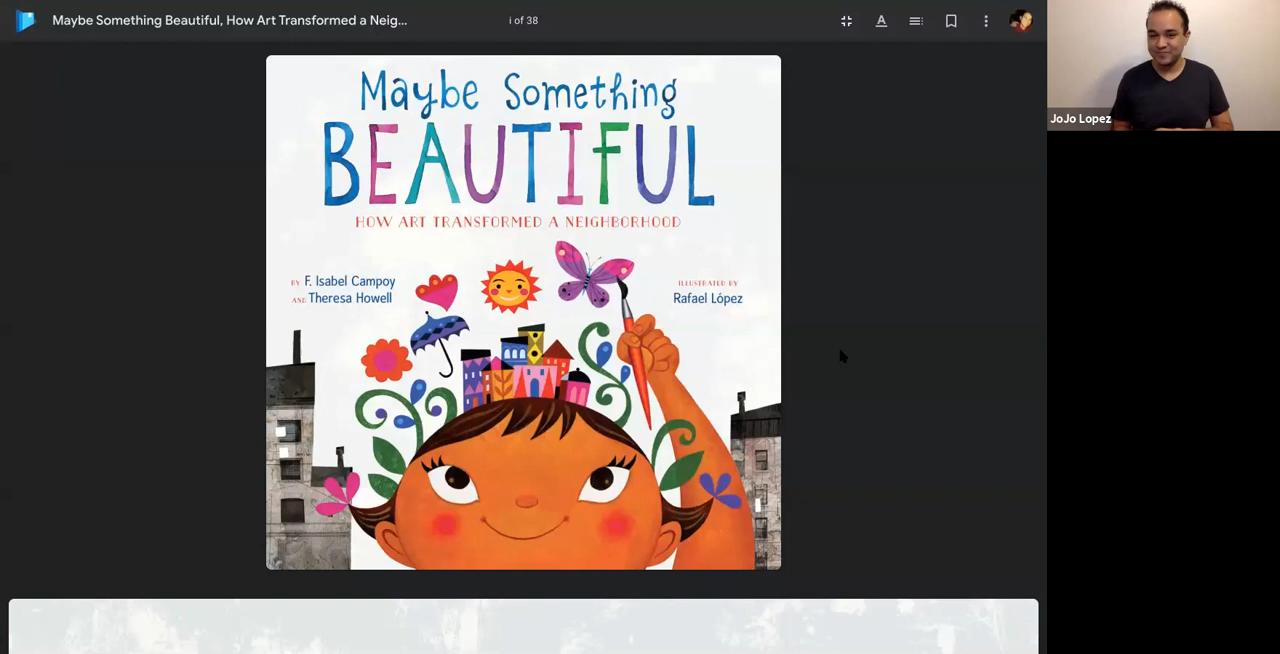 Maybe Something Beautiful, How Art Transformed a Neig...
i of 38
JoJo Lopez
Maybe Something
BEAUTIFUL
HOW ART TRANSFORMED A NEIGHBORHOOD
BY F. Isabel Campoy
AND Theresa Howell
ILLUSTRATED BY
Rafael López